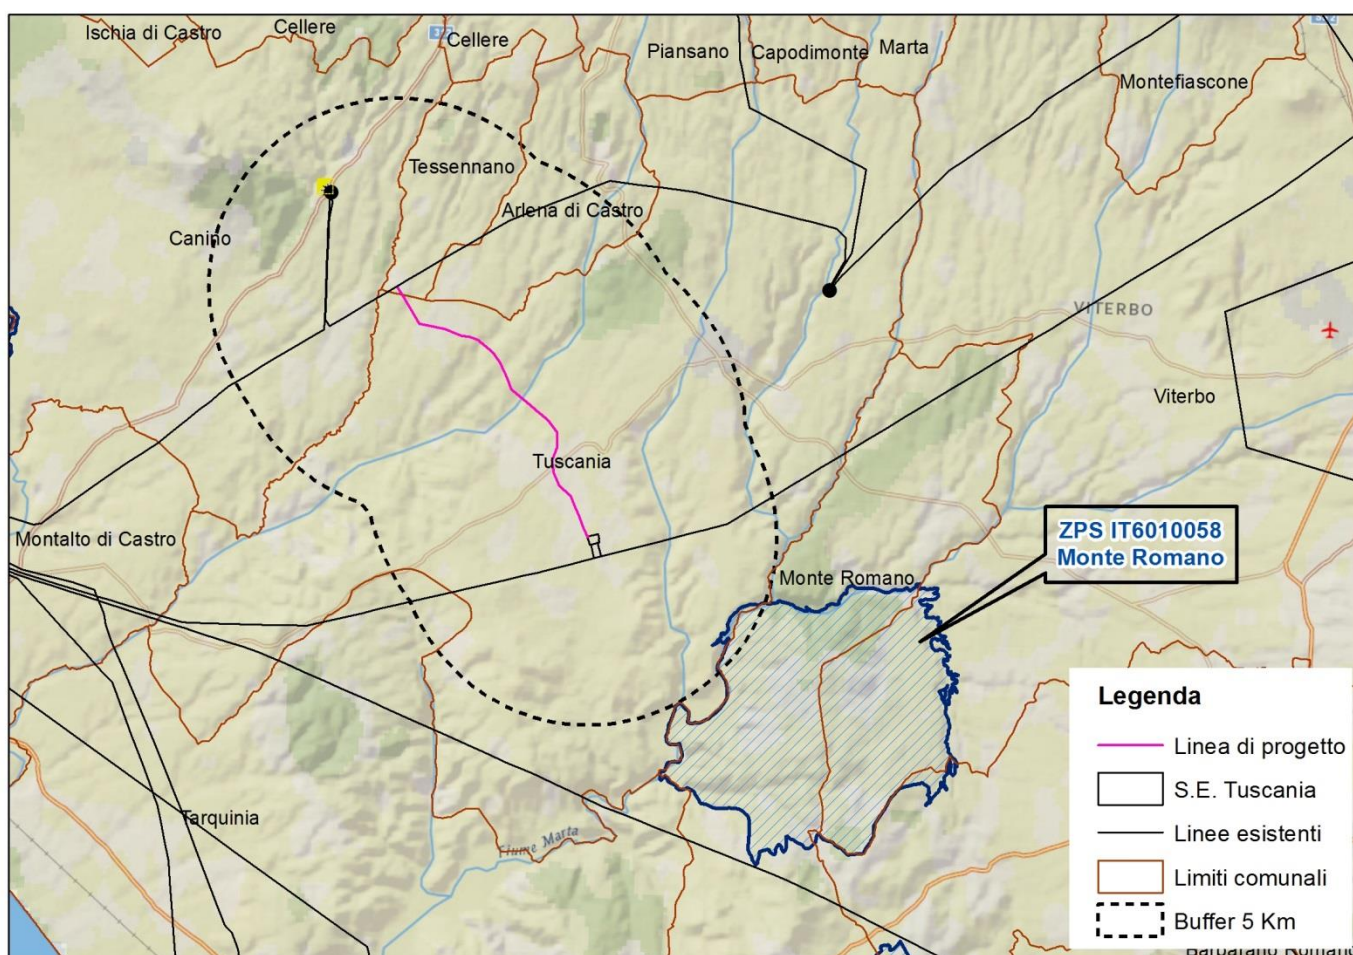 Ischia di Castro
Cellere
Cellere
Piansano
Capodimonte
Marta
Montefiascone
Tessennano
Arlena di Castro
Canino
VITERBO
Viterbo
Tuscania
Montalto di Castro
ZPS IT6010058
Monte Romano
Monte Romano
Tarquinia
Fiume Marta
Legenda
Linea di progetto
S.E. Tuscania
Linee esistenti
Limiti comunali
Buffer 5 Km
Barbarano Romano